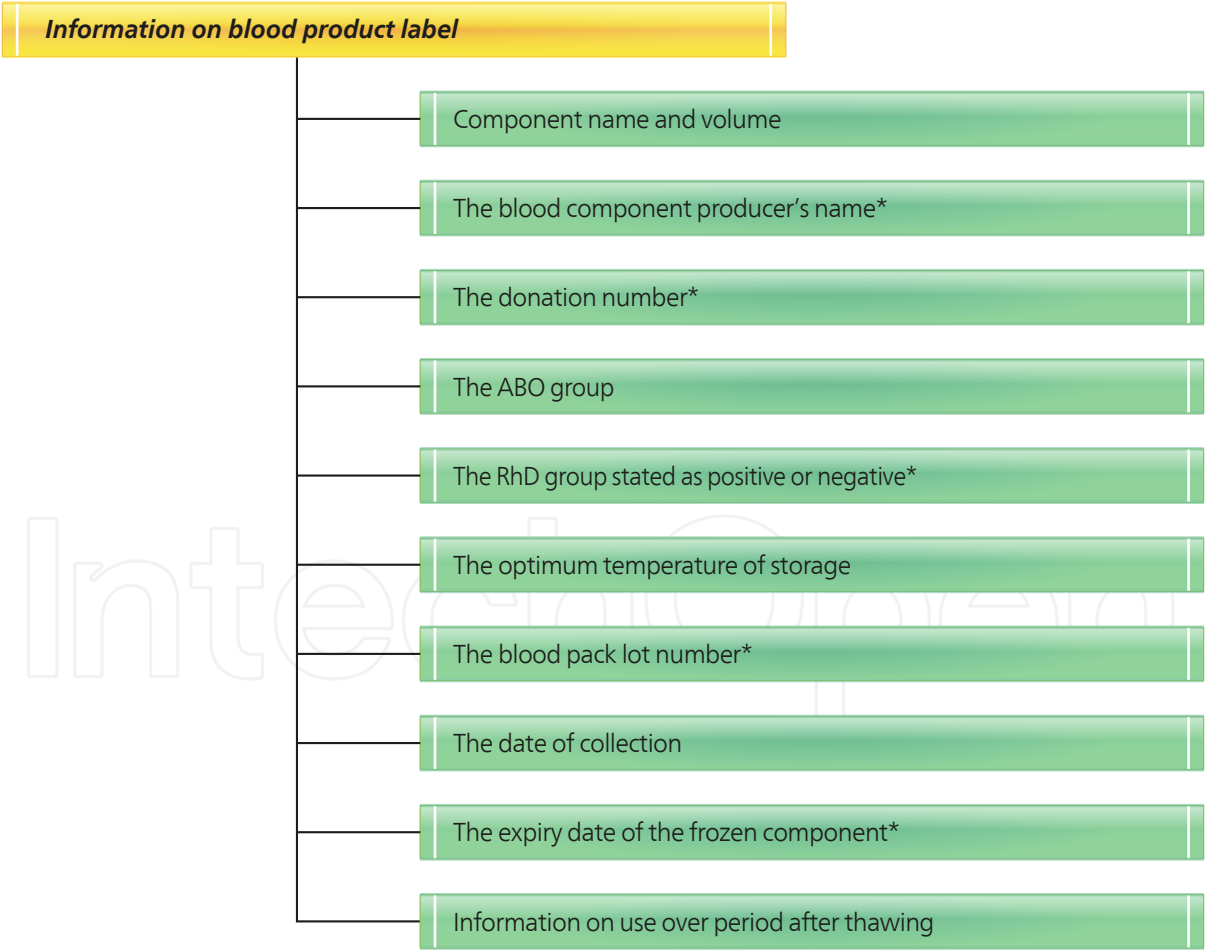 Information on blood product label
Component name and volume
The blood component producer’s name*
The donation number*
The ABO group
The RhD group stated as positive or negative*
The optimum temperature of storage
The blood pack lot number*
The date of collection
The expiry date of the frozen component*
Information on use over period after thawing
IntechOpen